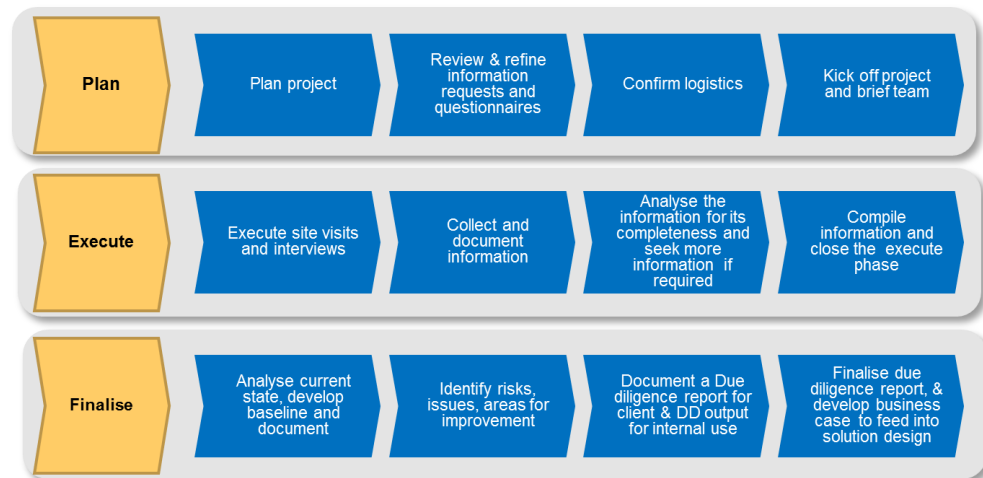 Plan
Plan project
Review & refine
information
requests and
questionnaires
Confirm logistics
Kick off project
and brief team
Execute
Execute site visits
and interviews
Collect and
document
information
Analyse the
information for its
completeness and
seek more
information if
required
Compile
information and
close the execute
phase
Finalise
Analyse current
state, develop
baseline and
document
Identify risks,
issues, areas for
improvement
Document a Due
diligence report for
client & DD output
for internal use
Finalise due
diligence report, &
develop business
case to feed into
solution design